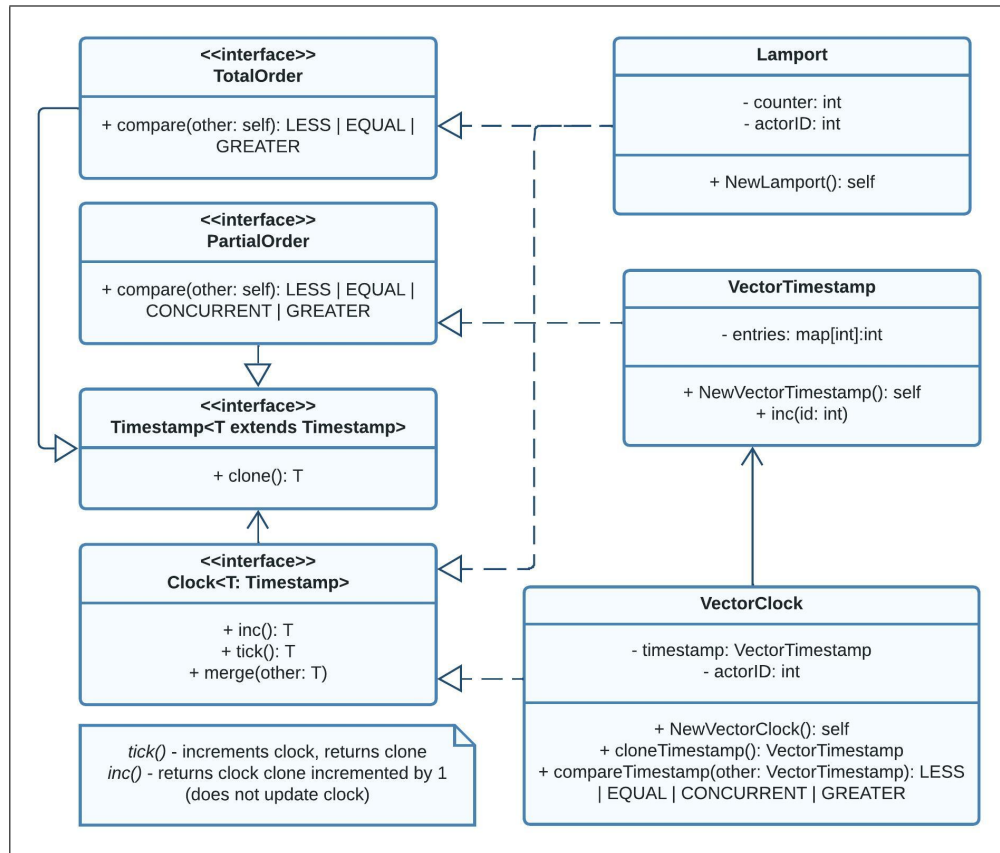 <<interface>>
TotalOrder
+ compare(other: self): LESS | EQUAL |
GREATER
<<interface>>
PartialOrder
+ compare(other: self): LESS | EQUAL |
CONCURRENT | GREATER
<<interface>>
Timestamp<T extends Timestamp>
+ clone(): T
<<interface>>
Clock<T: Timestamp>
+ inc(): T
+ tick(): T
+ merge(other: T)
tick() - increments clock, returns clone
inc() - returns clock clone incremented by 1
(does not update clock)
Lamport
- counter: int
- actorID: int
+ NewLamport(): self
VectorTimestamp
- entries: map[int]:int
+ NewVectorTimestamp(): self
+ inc(id: int)
VectorClock
- timestamp: VectorTimestamp
- actorID: int
+ NewVectorClock(): self
+ cloneTimestamp(): VectorTimestamp
+ compareTimestamp(other: VectorTimestamp): LESS
| EQUAL | CONCURRENT | GREATER